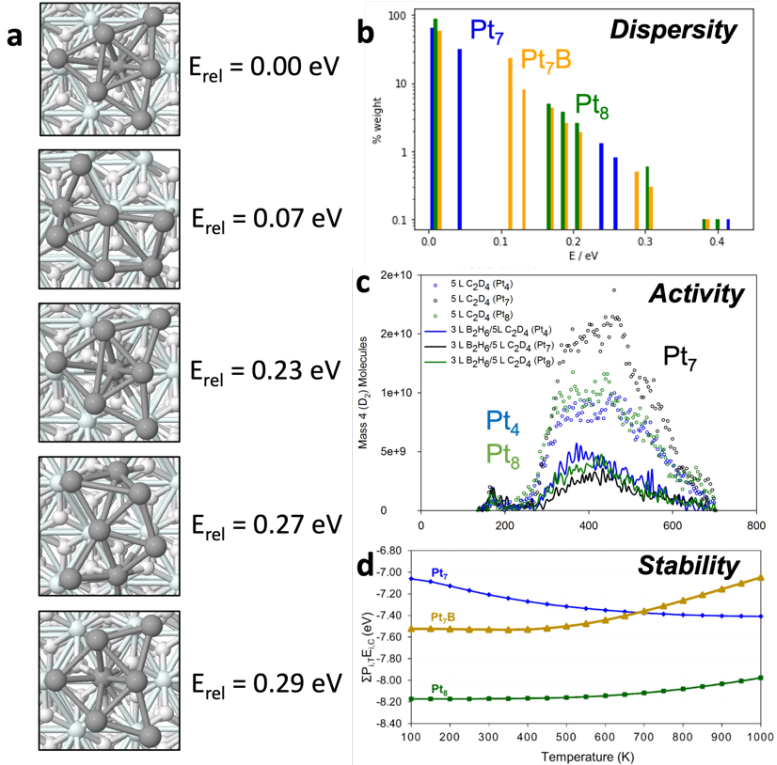 a
E_rel = 0.00 eV
E_rel = 0.07 eV
E_rel = 0.23 eV
E_rel = 0.27 eV
E_rel = 0.29 eV
b
Dispersity
Pt₇
Pt₇B
Pt₈
% weight
100
10
1
0.1
0.0 0.1 0.2 0.3 0.4
E / eV
c
Activity
5 L C₂D₄ (Pt₄)
5 L C₂D₄ (Pt₇)
5 L C₂D₄ (Pt₈)
3 L B₂H₆/5L C₂D₄ (Pt₄)
3 L B₂H₆/5 L C₂D₄ (Pt₇)
3 L B₂H₆/5 L C₂D₄ (Pt₈)
Pt₇
Pt₄
Pt₈
Mass 4 (D₂) Molecules
2e+10
2e+10
1e+10
5e+9
0
0 200 400 600 800
d
Stability
Pt₇
Pt₇B
Pt₈
ΣP_i,TE_i,C (eV)
-6.80
-7.00
-7.20
-7.40
-7.60
-7.80
-8.00
-8.20
-8.40
100 200 300 400 500 600 700 800 900 1000
Temperature (K)